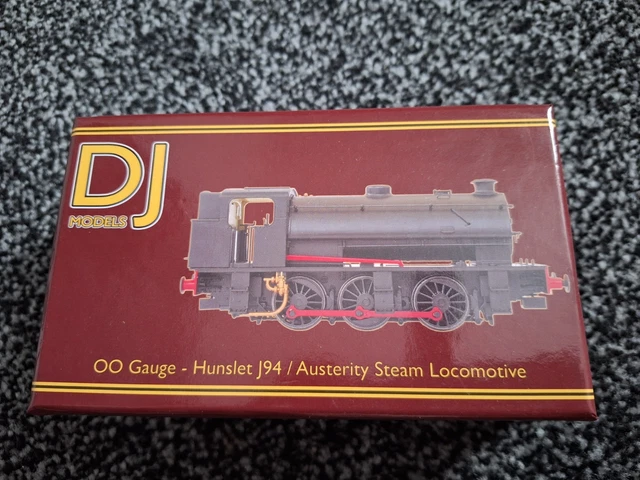 DJ
MODELS
OO Gauge - Hunslet J94 / Austerity Steam Locomotive